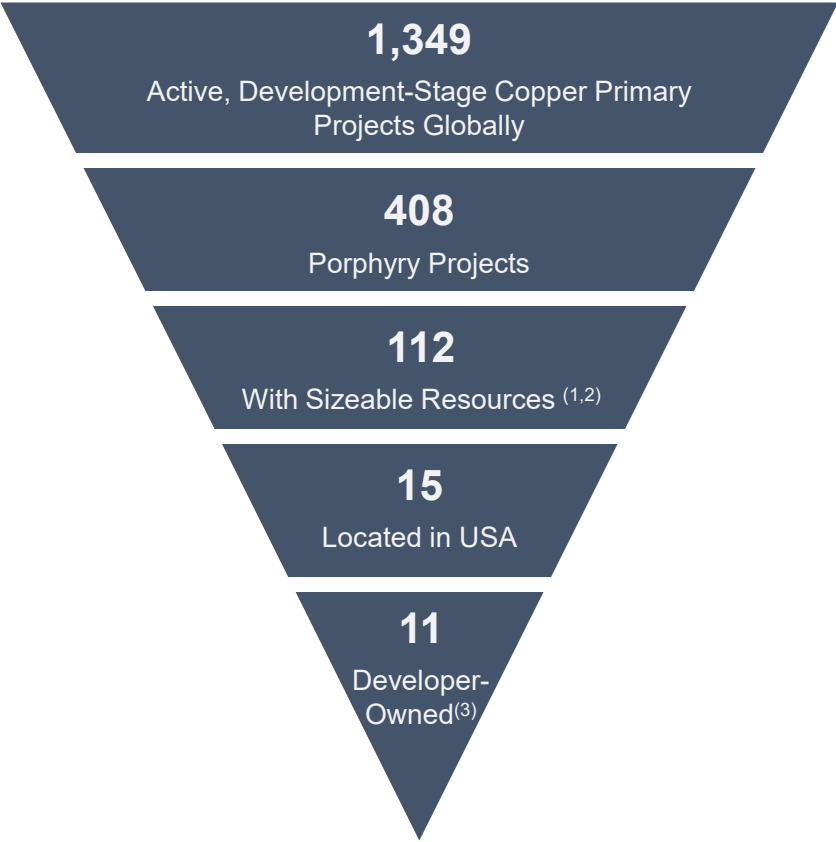 1,349
Active, Development-Stage Copper Primary
Projects Globally
408
Porphyry Projects
112
With Sizeable Resources (1,2)
15
Located in USA
11
Developer-
Owned(3)